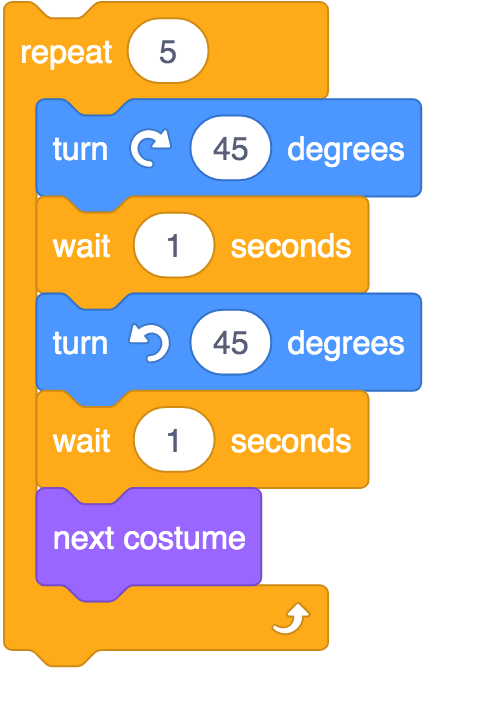 repeat 5
turn 45 degrees
wait 1 seconds
turn 45 degrees
wait 1 seconds
next costume